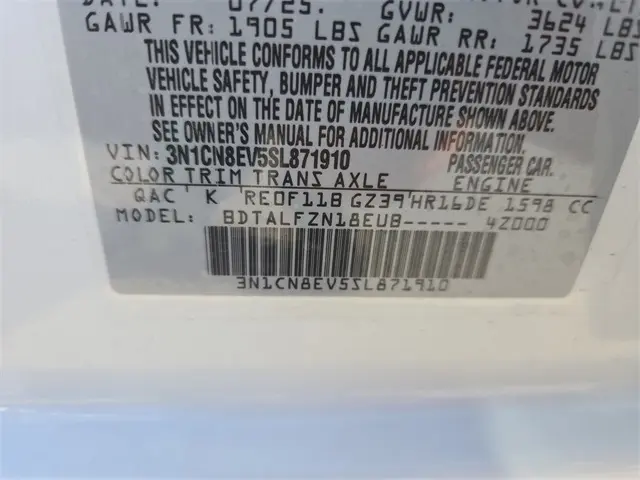 DATE: 07/25. GVWR: 3624 LBS
GAWR FR: 1905 LBS GAWR RR: 1735 LBS
THIS VEHICLE CONFORMS TO ALL APPLICABLE FEDERAL MOTOR
VEHICLE SAFETY, BUMPER AND THEFT PREVENTION STANDARDS
IN EFFECT ON THE DATE OF MANUFACTURE SHOWN ABOVE.
SEE OWNER'S MANUAL FOR ADDITIONAL INFORMATION.
VIN: 3N1CN8EV5SL871910 PASSENGER CAR.
COLOR TRIM TRANS AXLE ENGINE
QAC K RE0F11B GZ39 HR16DE 1598 CC
MODEL: BDTALFZN18EUB----- 4Z000
3N1CN8EV5SL871910